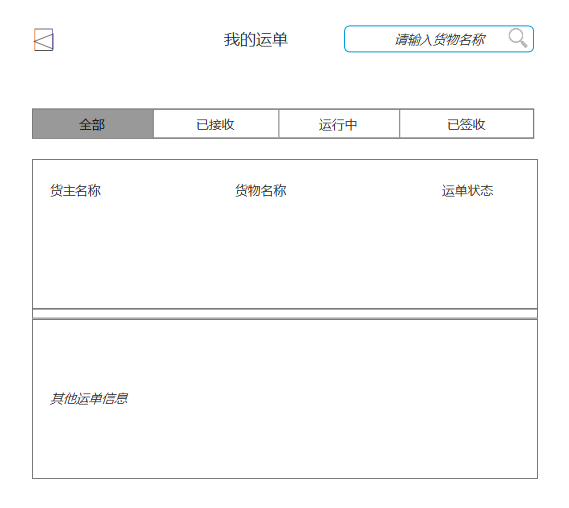 我的运单
请输入货物名称
全部 已接收 运行中 已签收
货主名称 货物名称 运单状态
其他运单信息